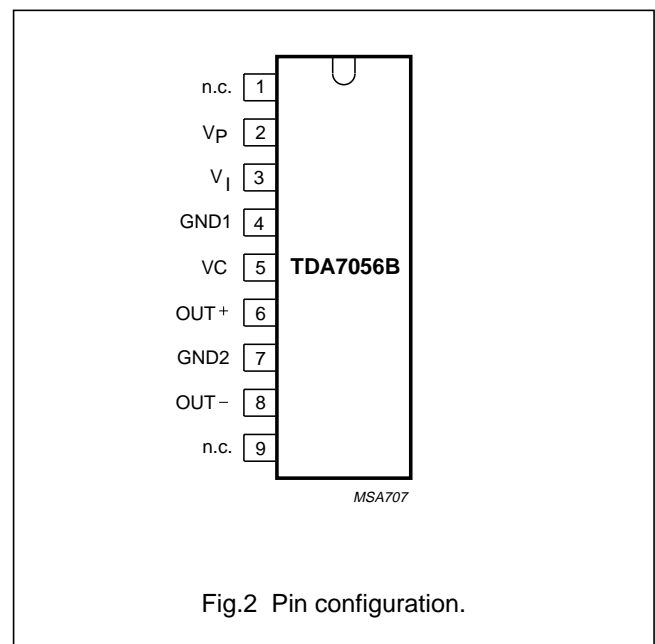 n.c. 1
VP 2
VI 3
GND1 4
VC 5 TDA7056B
OUT+ 6
GND2 7
OUT− 8
n.c. 9
MSA707
Fig.2 Pin configuration.